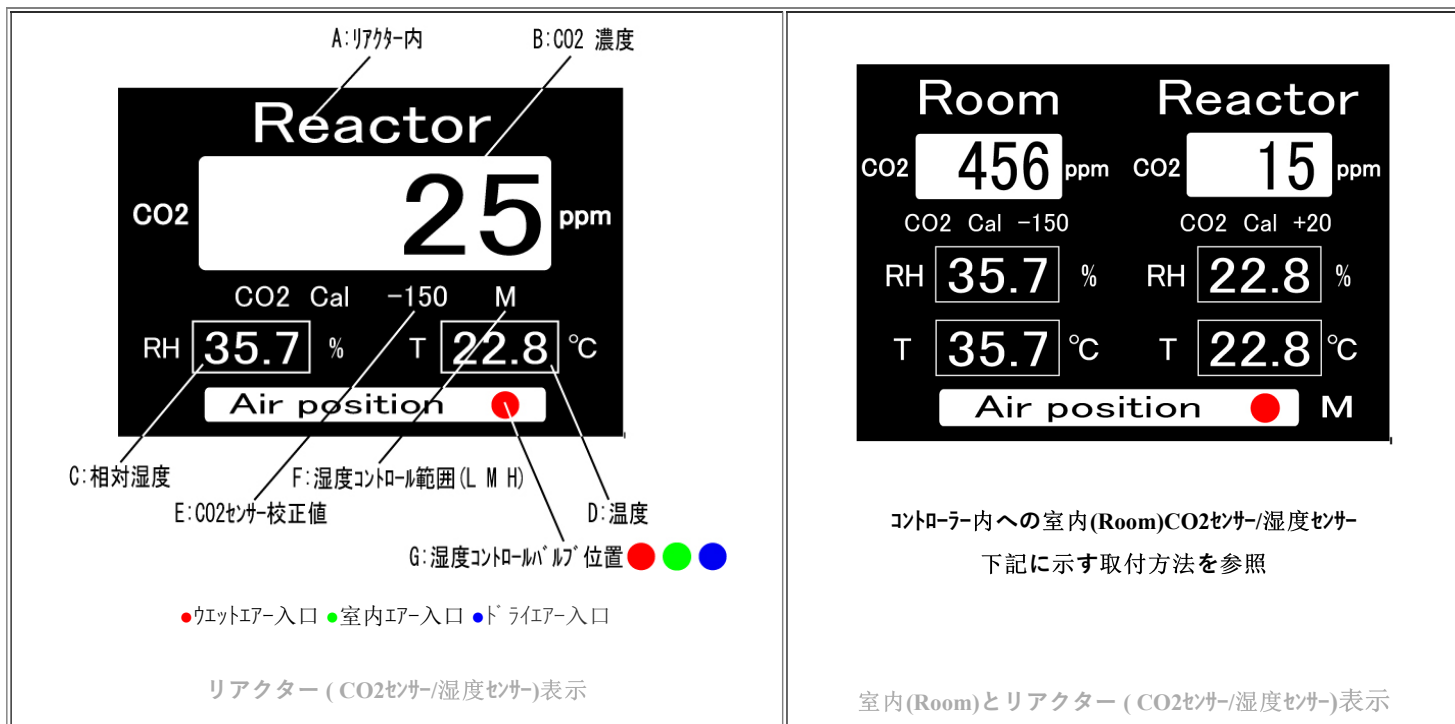 A:ﾘｱｸﾀｰ内 B:CO2 濃度
Reactor
CO2 25 ppm
CO2 Cal -150 M
RH 35.7 % T 22.8 ℃
Air position
C:相対湿度 F:湿度ｺﾝﾄﾛｰﾙ範囲(L M H)
E:CO2ｾﾝｻｰ校正値 D:温度
G:湿度ｺﾝﾄﾛｰﾙﾊﾞﾙﾌﾞ位置
●ｳｴｯﾄｴｱｰ入口 ●室内ｴｱｰ入口 ●ﾄﾞﾗｲｴｱｰ入口
リアクター ( CO2ｾﾝｻｰ/湿度ｾﾝｻｰ)表示
Room Reactor
CO2 456 ppm CO2 15 ppm
CO2 Cal -150 CO2 Cal +20
RH 35.7 % RH 22.8 %
T 35.7 ℃ T 22.8 ℃
Air position M
ｺﾝﾄﾛｰﾗｰ内への室内(Room)CO2ｾﾝｻｰ/湿度ｾﾝｻｰ
下記に示す取付方法を参照
室内(Room)とリアクター ( CO2ｾﾝｻｰ/湿度ｾﾝｻｰ)表示